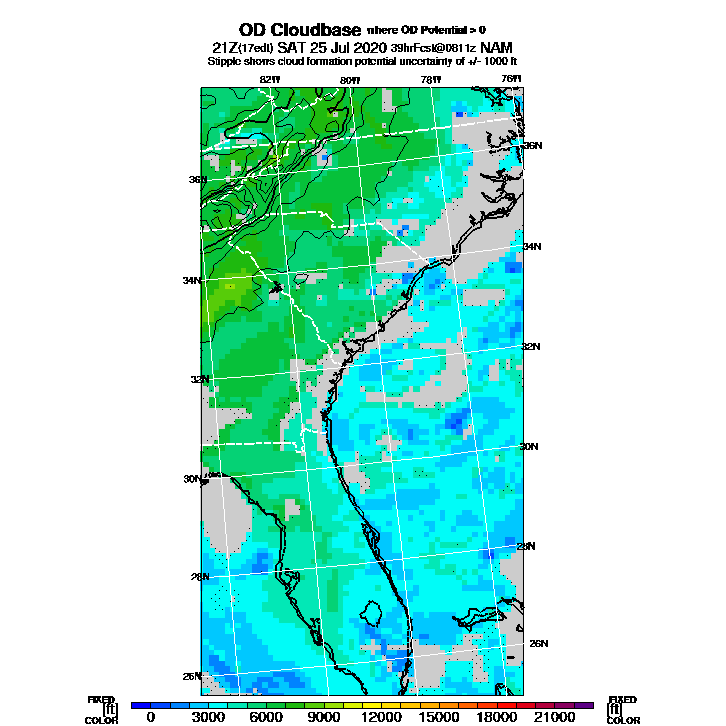 OD Cloudbase where OD Potential > 0
21Z(17edt) SAT 25 Jul 2020 39hrFcst@0811z NAM
Stipple shows cloud formation potential uncertainty of +/- 1000 ft
82W 80W 78W 76W
36N
36N
34N
34N
32N
32N
30N
30N
28N
28N
26N
26N
FIXED FIXED
[ft] 0 3000 6000 9000 12000 15000 18000 21000 [ft]
COLOR COLOR